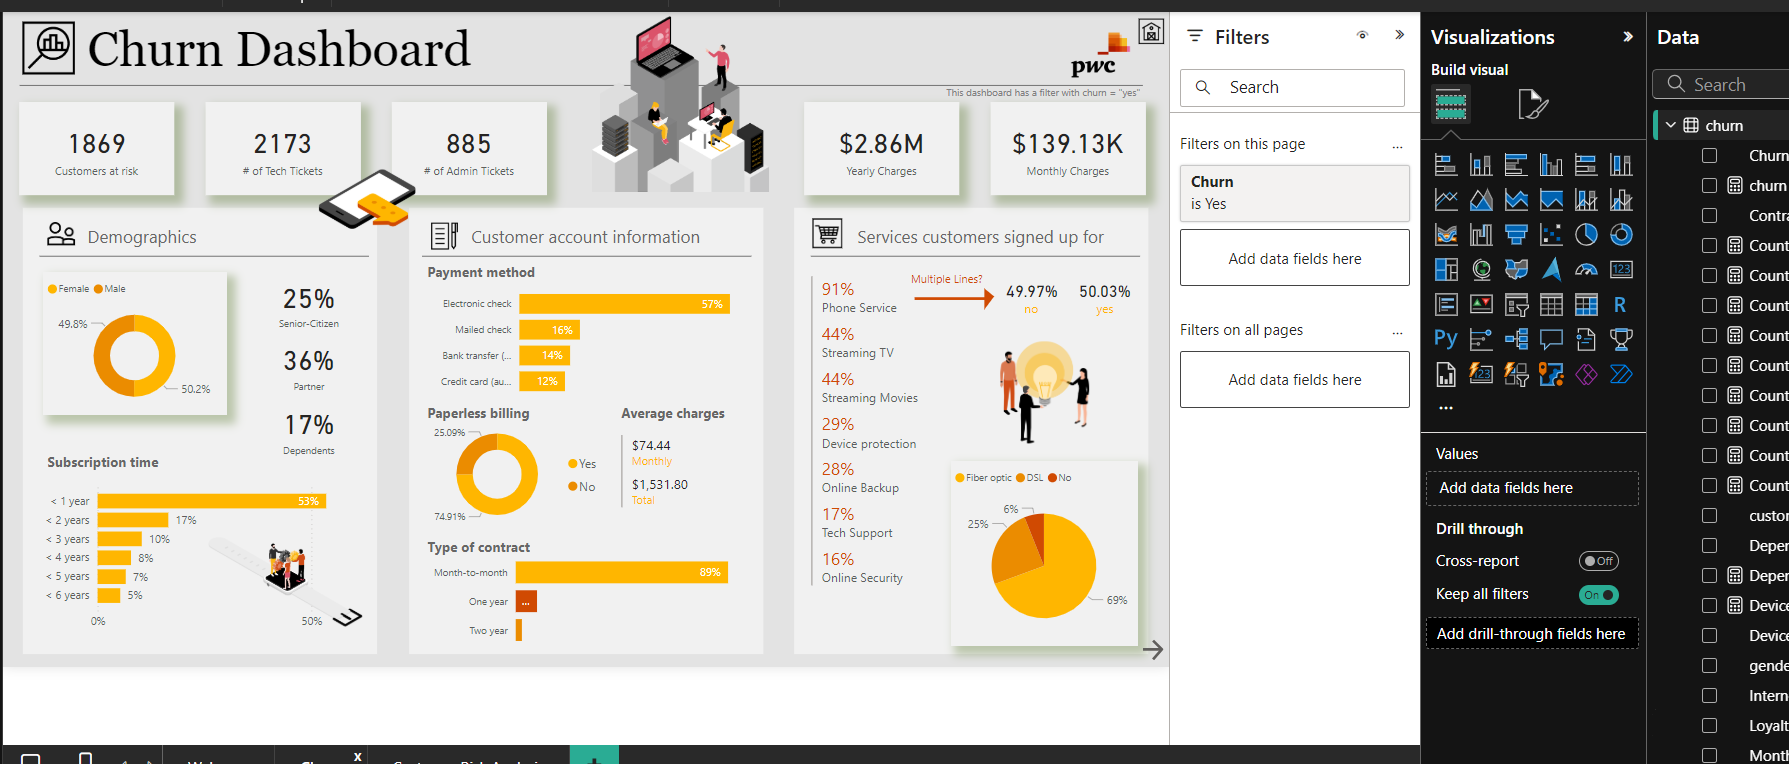 Churn Dashboard
pwc
This dashboard has a filter with churn = "yes"
1869
Customers at risk
2173
# of Tech Tickets
885
# of Admin Tickets
$2.86M
Yearly Charges
$139.13K
Monthly Charges
Demographics
Female Male
49.8%
50.2%
25%
Senior-Citizen
36%
Partner
17%
Dependents
Subscription time
< 1 year 53%
< 2 years 17%
< 3 years 10%
< 4 years 8%
< 5 years 7%
< 6 years 5%
0% 50%
Customer account information
Payment method
Electronic check 57%
Mailed check 16%
Bank transfer (... 14%
Credit card (au... 12%
Paperless billing
25.09%
74.91%
Yes
No
Average charges
$74.44
Monthly
$1,531.80
Total
Type of contract
Month-to-month 89%
One year ...
Two year
Services customers signed up for
91%
Phone Service
44%
Streaming TV
44%
Streaming Movies
29%
Device protection
28%
Online Backup
17%
Tech Support
16%
Online Security
Multiple Lines?
49.97%
no
50.03%
yes
Fiber optic DSL No
6%
25%
69%
Filters
Search
Filters on this page ...
Churn
is Yes
Add data fields here
Filters on all pages ...
Add data fields here
Visualizations
Build visual
123
R
Py
123
...
Values
Add data fields here
Drill through
Cross-report Off
Keep all filters On
Add drill-through fields here
Data
Search
churn
Churn
churn
Contra
Count
Count
Count
Count
Count
Count
Count
Count
Count
custor
Deper
Deper
Device
Device
gende
Intern
Loyalt
Month
x